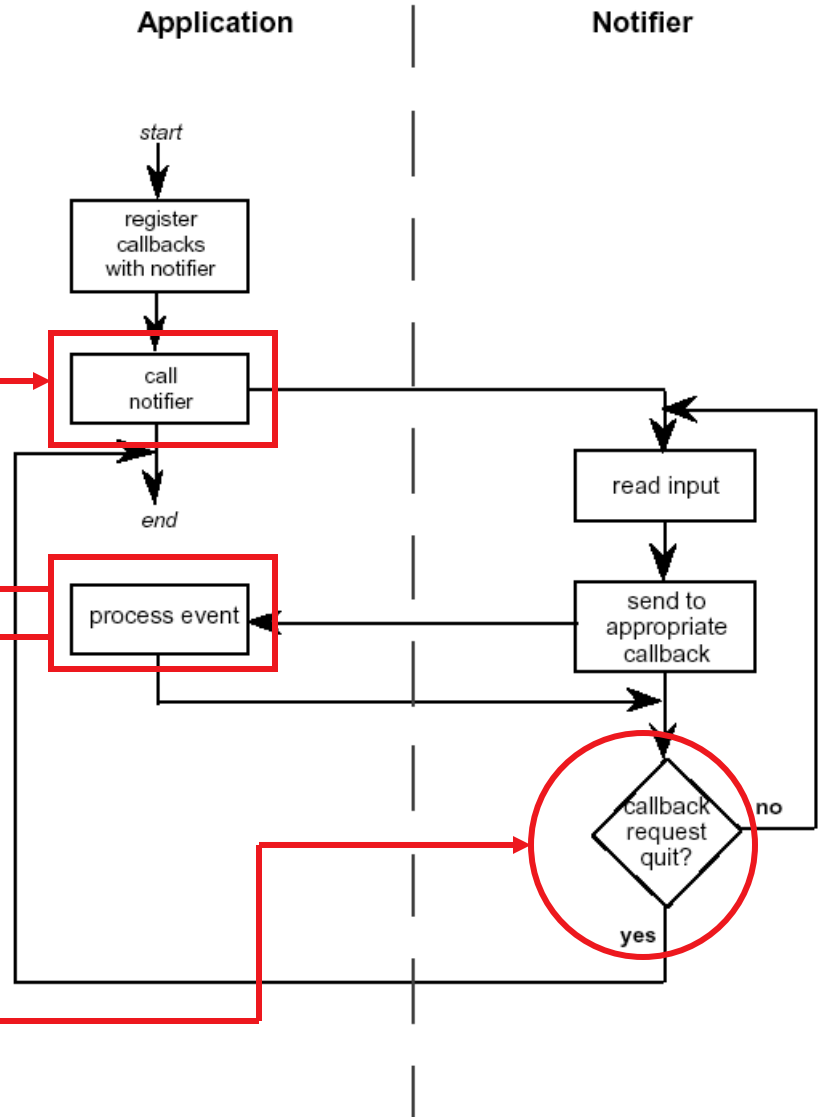 Application
Notifier
start
register
callbacks
with notifier
call
notifier
end
read input
process event
send to
appropriate
callback
callback
request
quit?
no
yes